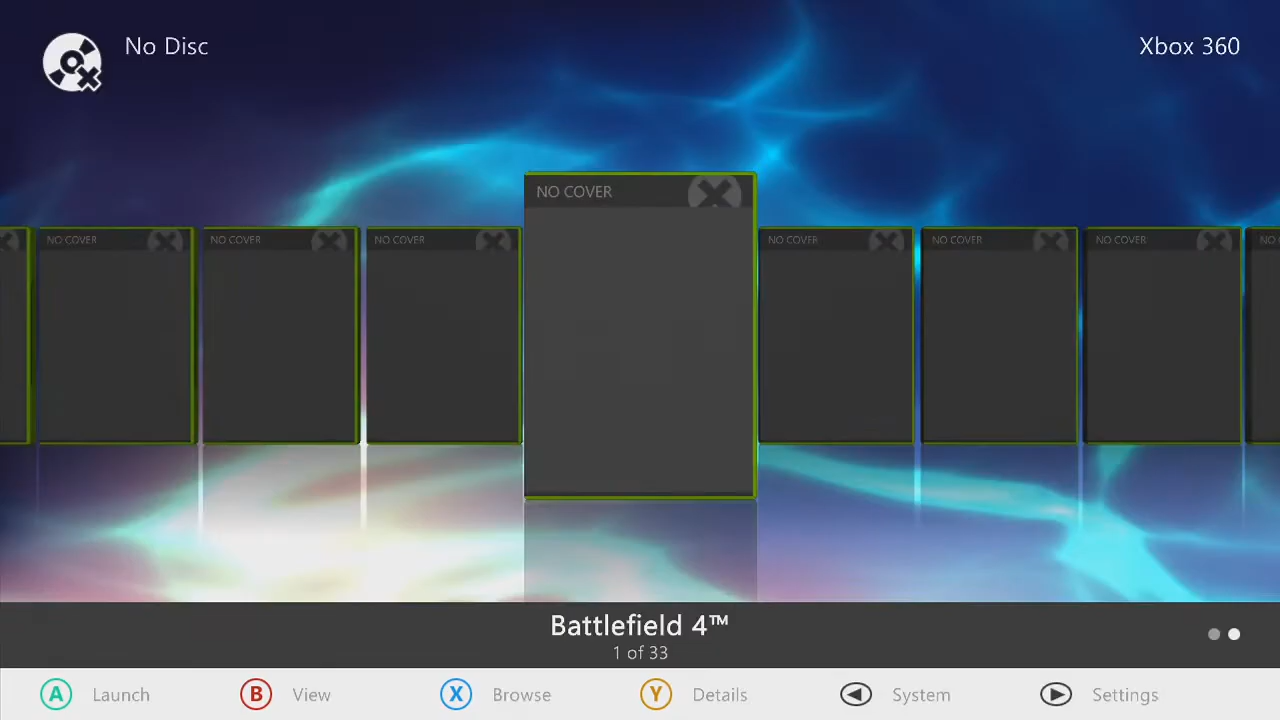 No Disc
Xbox 360
NO COVER
NO COVER
NO COVER
NO COVER
NO COVER
NO COVER
NO COVER
NO
Battlefield 4™
1 of 33
A Launch
B View
X Browse
Y Details
System
Settings